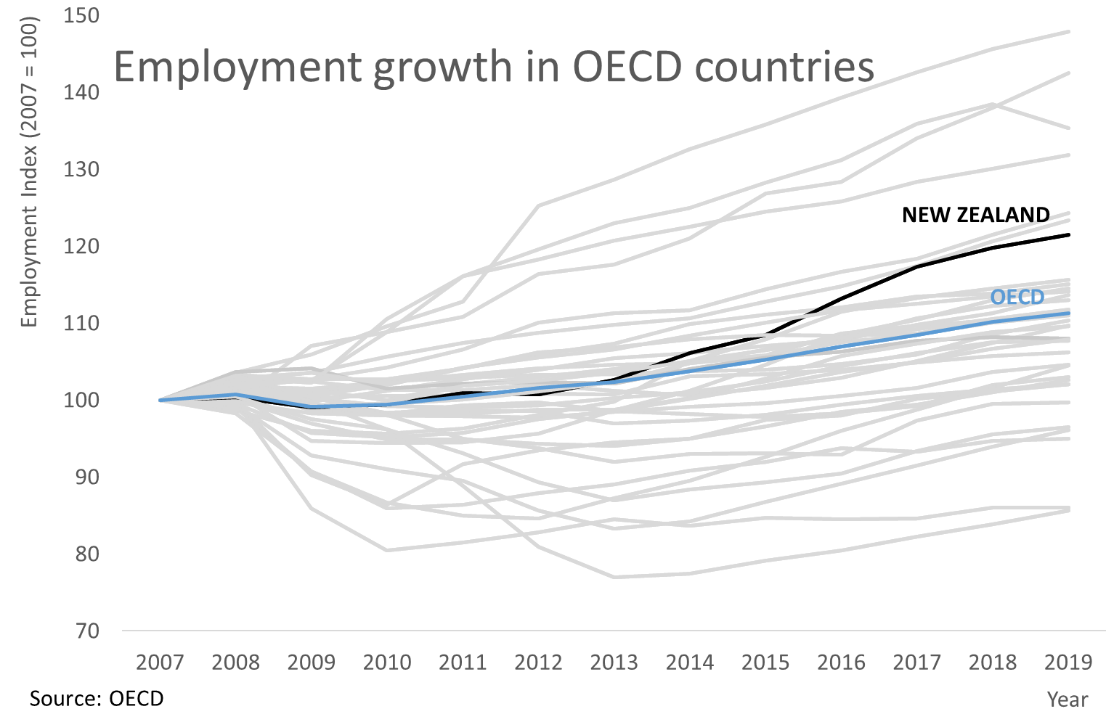 Employment growth in OECD countries
Employment Index (2007 = 100)
150
140
130
120
110
100
90
80
70
NEW ZEALAND
OECD
2007 2008 2009 2010 2011 2012 2013 2014 2015 2016 2017 2018 2019
Source: OECD
Year